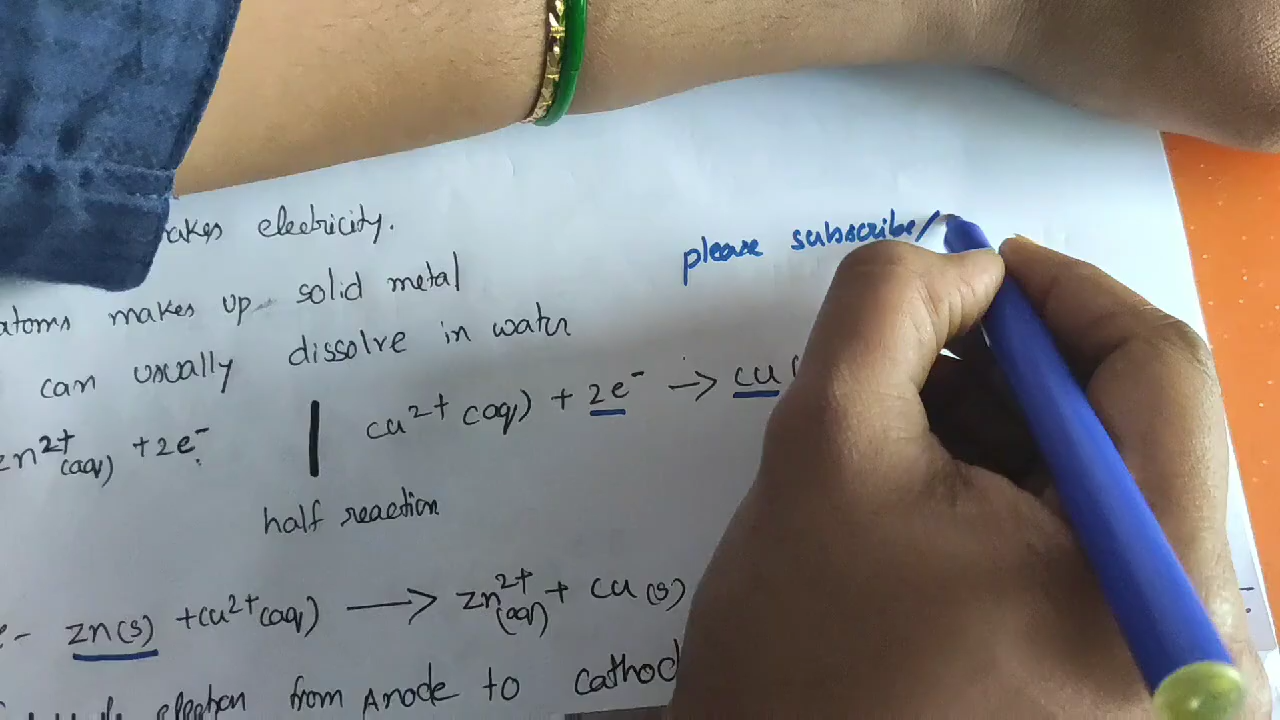 akes electricity.
please subscribe/
atoms makes up solid metal
can usually dissolve in water
zn²⁺(aq) + 2e⁻ | cu²⁺(aq) + 2e⁻ → cu(
half reaction
zn(s) + cu²⁺(aq) → zn²⁺(aq) + cu(s)
from Anode to cathod